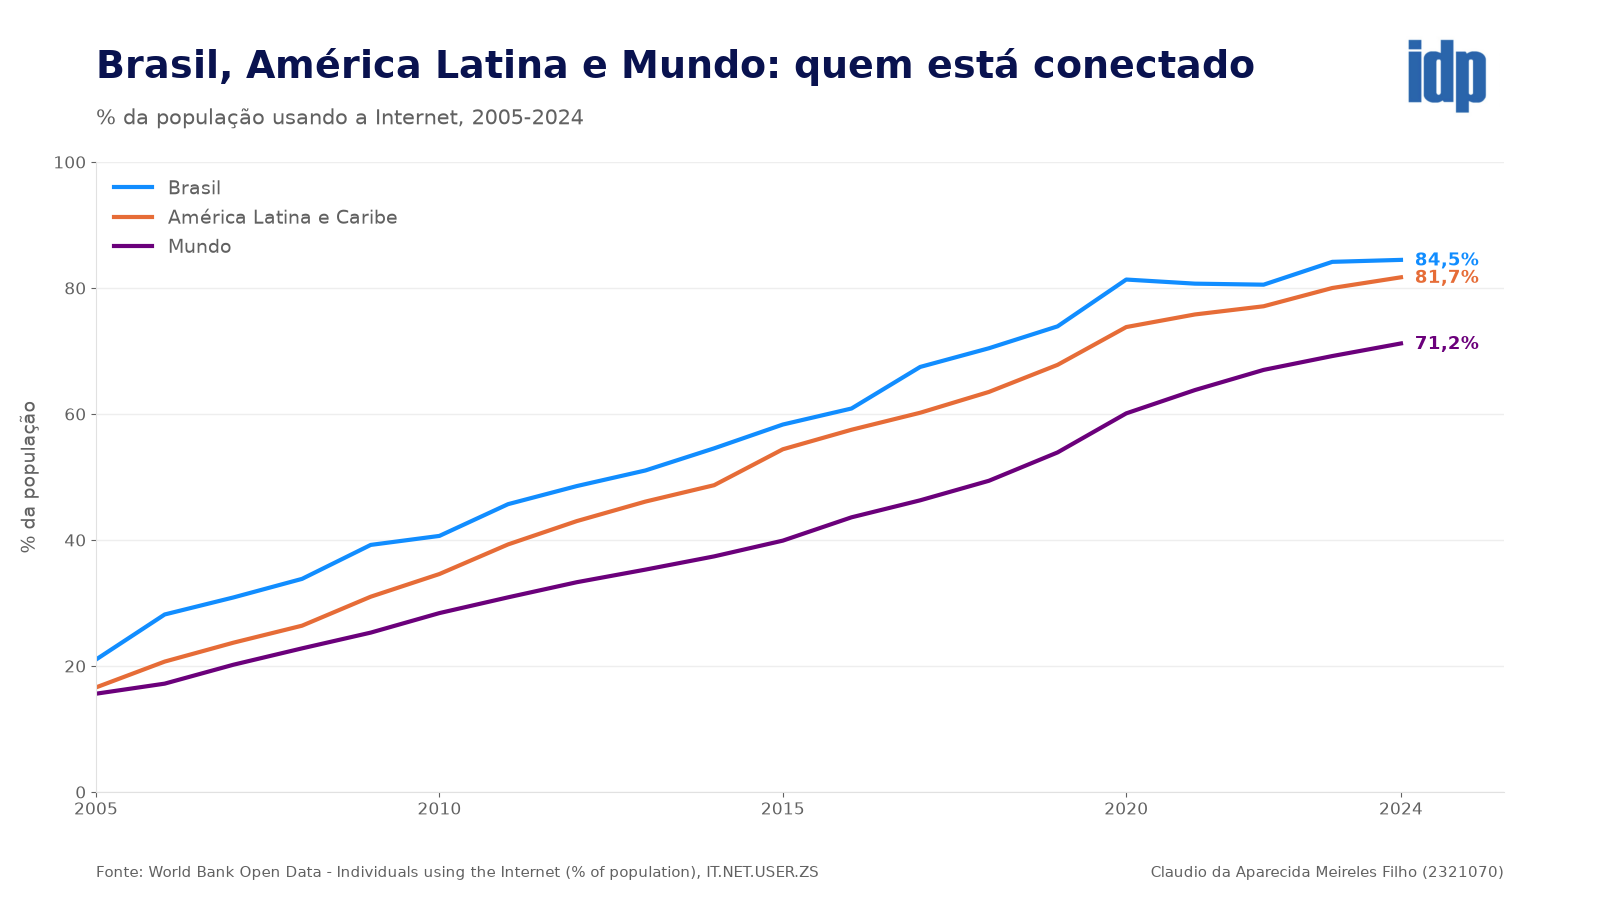 Brasil, América Latina e Mundo: quem está conectado
idp
% da população usando a Internet, 2005-2024
100
80
60
40
20
0
% da população
Brasil
América Latina e Caribe
Mundo
84,5%
81,7%
71,2%
2005
2010
2015
2020
2024
Fonte: World Bank Open Data - Individuals using the Internet (% of population), IT.NET.USER.ZS
Claudio da Aparecida Meireles Filho (2321070)